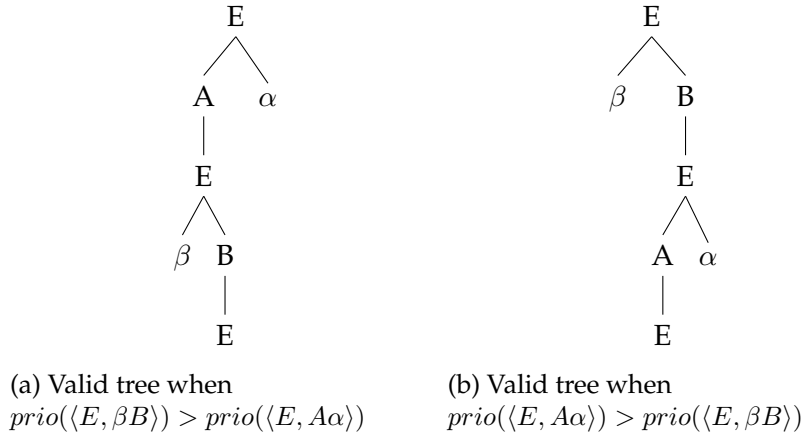 E E
A α β B
E E
β B A α
E E
(a) Valid tree when
prio(⟨E, βB⟩) > prio(⟨E, Aα⟩)
(b) Valid tree when
prio(⟨E, Aα⟩) > prio(⟨E, βB⟩)